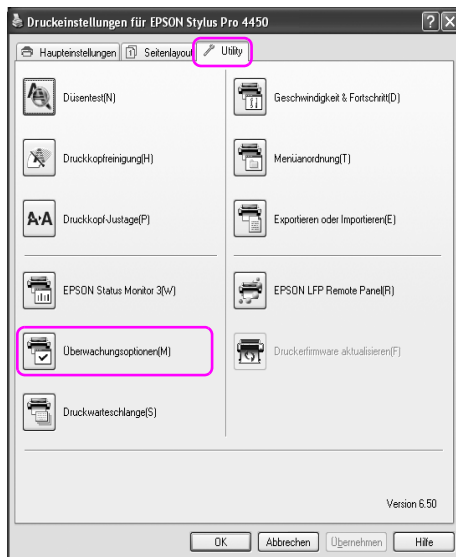 Druckeinstellungen für EPSON Stylus Pro 4450
Haupteinstellungen
Seitenlayout
Utility
Düsentest(N)
Geschwindigkeit & Fortschritt(D)
Druckkopfreinigung(H)
Menüanordnung(T)
A
A
Druckkopf-Justage(P)
Exportieren oder Importieren(E)
EPSON Status Monitor 3(W)
EPSON LFP Remote Panel(R)
Überwachungsoptionen(M)
Druckerfirmware aktualisieren(F)
Druckwarteschlange(S)
Version 6.50
OK
Abbrechen
Übernehmen
Hilfe